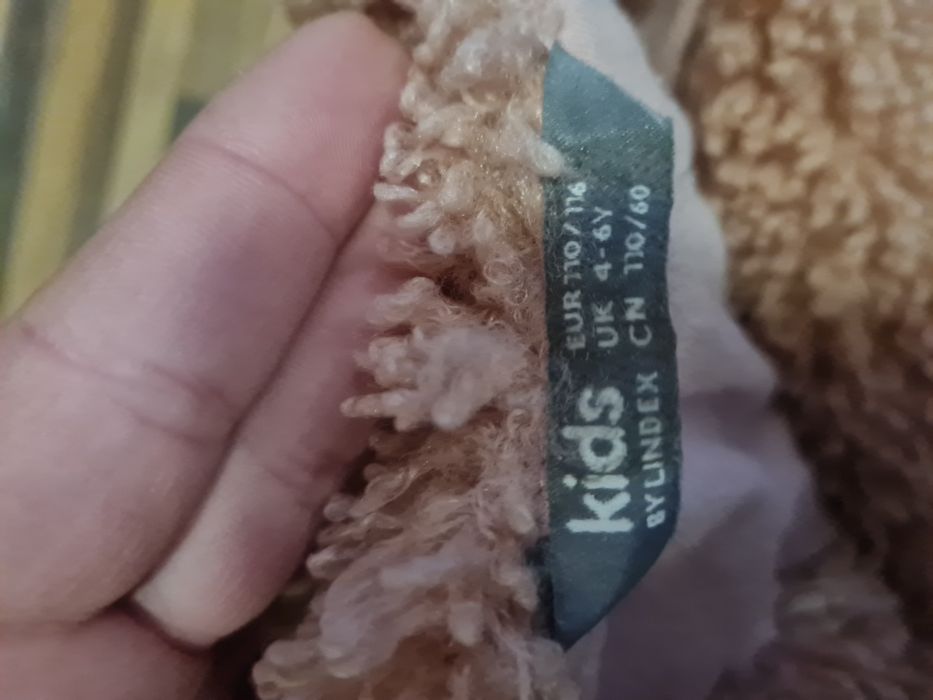 kids
BY LINDEX
EUR 110/116
UK 4-6Y
CN 110/60